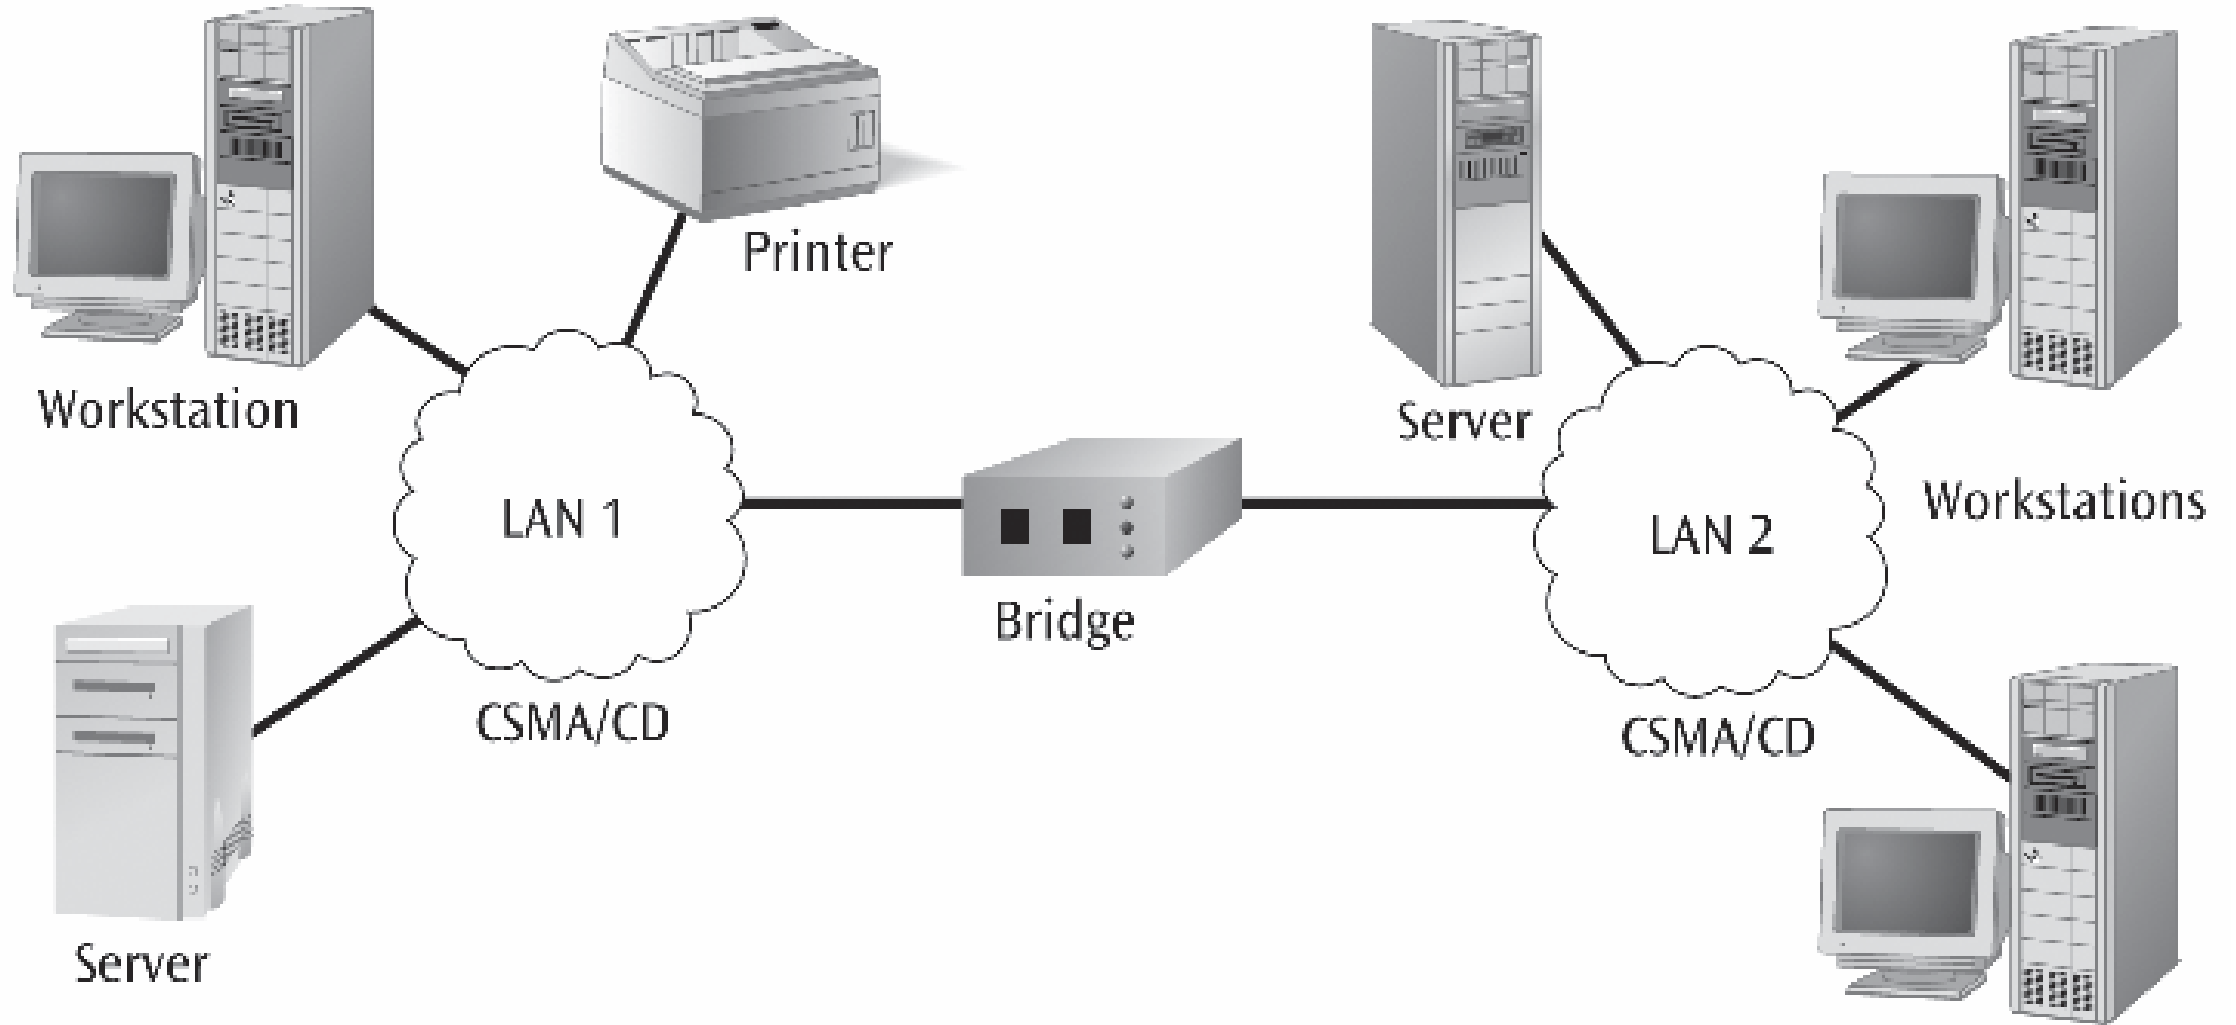 Workstation
Printer
Server
Workstations
LAN 1
LAN 2
Bridge
CSMA/CD
CSMA/CD
Server